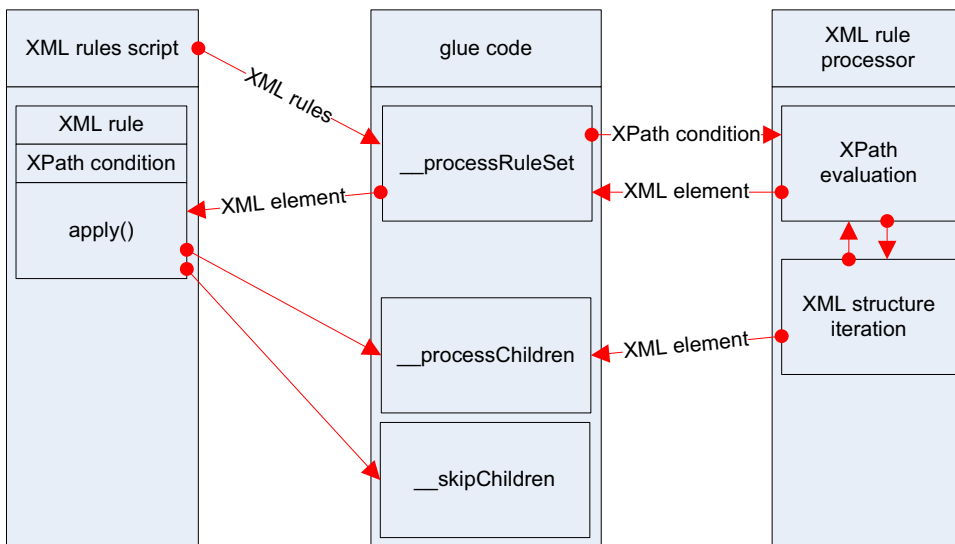 XML rules script
glue code
XML rule
processor
XML rules
XML rule
XPath condition
apply()
__processRuleSet
XPath condition
XPath
evaluation
XML element
XML element
XML structure
iteration
__processChildren
XML element
__skipChildren